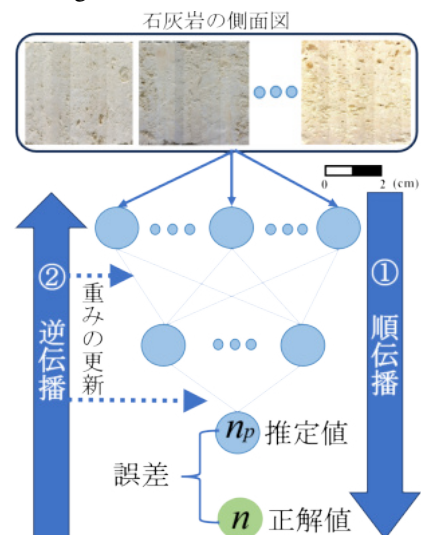 石灰岩の側面図
0 2 (cm)
① 順伝播
② 逆伝播
重みの更新
np 推定値
誤差
n 正解値